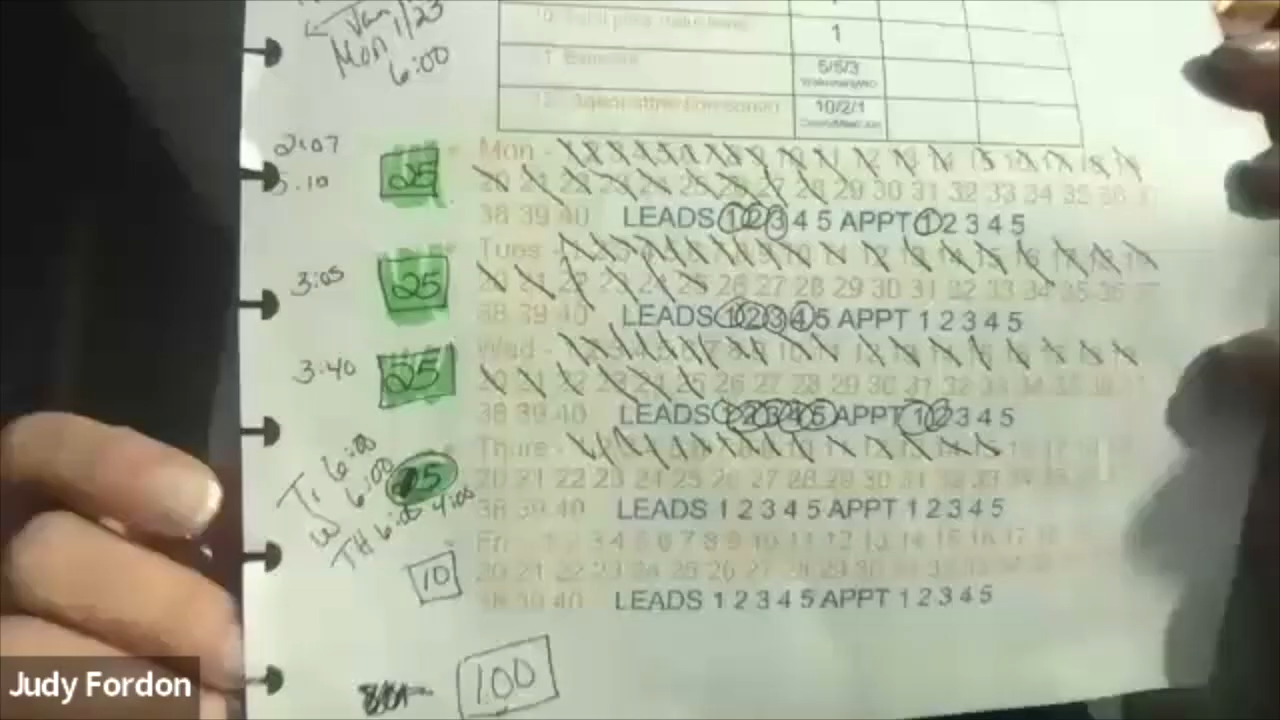 Jan
Mon 1/23
6:00
1
5/5/3
10/2/1
2:07
25
Mon - 1 2 3 4 5 6 7 8 9 10 11 12 13 14 15 16 17 18 19
20 21 22 23 24 25 26 27 28 29 30 31 32 33 34 35 36 37
38 39 40 LEADS 1 2 3 4 5 APPT 1 2 3 4 5
3:05
25
Tues - 1 2 3 4 5 6 7 8 9 10 11 12 13 14 15 16 17 18 19
20 21 22 23 24 25 26 27 28 29 30 31 32 33 34 35 36 37
38 39 40 LEADS 1 2 3 4 5 APPT 1 2 3 4 5
3:40
25
Wed - 1 2 3 4 5 6 7 8 9 10 11 12 13 14 15 16 17 18 19
20 21 22 23 24 25 26 27 28 29 30 31 32 33 34 35 36 37
38 39 40 LEADS 1 2 3 4 5 APPT 1 2 3 4 5
T, 6:00
W 6:00
TH 6:00 4:00
15
Thurs - 1 2 3 4 5 6 7 8 9 10 11 12 13 14 15 16 17 18 19
20 21 22 23 24 25 26 27 28 29 30 31 32 33 34 35 36 37
38 39 40 LEADS 1 2 3 4 5 APPT 1 2 3 4 5
10
Fri - 1 2 3 4 5 6 7 8 9 10 11 12 13 14 15 16 17 18
20 21 22 23 24 25 26 27 28 29 30 31 32 33 34 35
38 39 40 LEADS 1 2 3 4 5 APPT 1 2 3 4 5
100
Judy Fordon